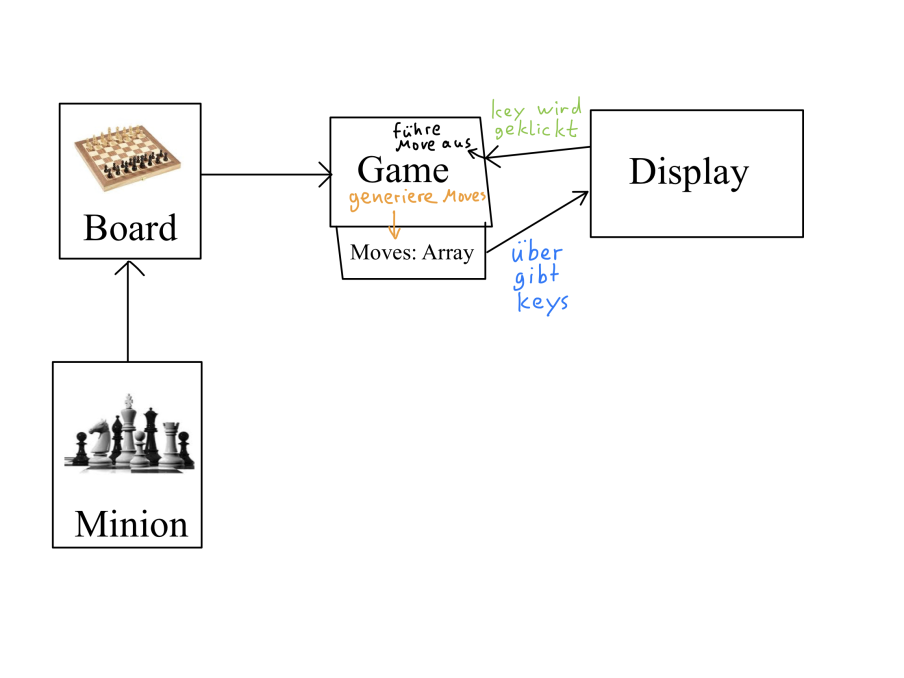 key wird
geklickt
führe
Move aus
Game
generiere Moves
Moves: Array
Display
über
gibt
keys
Board
Minion